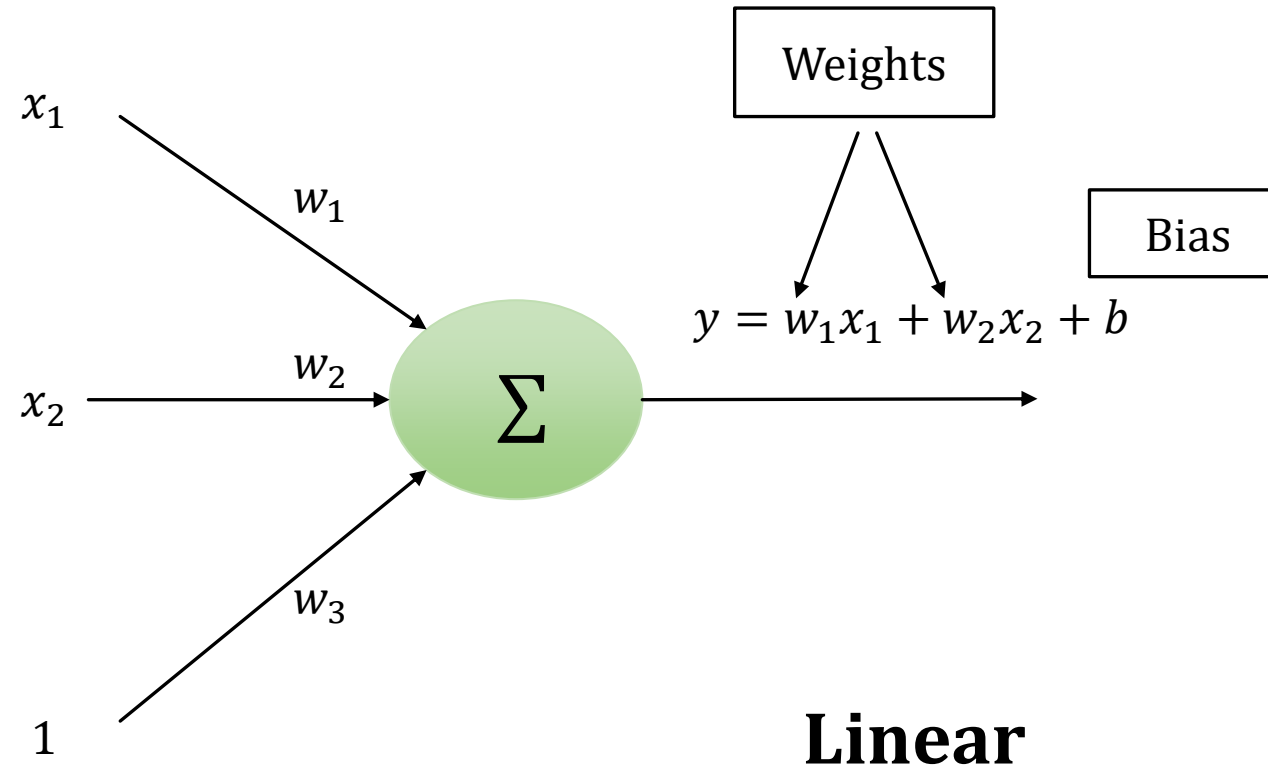 Weights
x₁
w₁
Bias
y = w₁x₁ + w₂x₂ + b
w₂
x₂
Σ
w₃
1
Linear